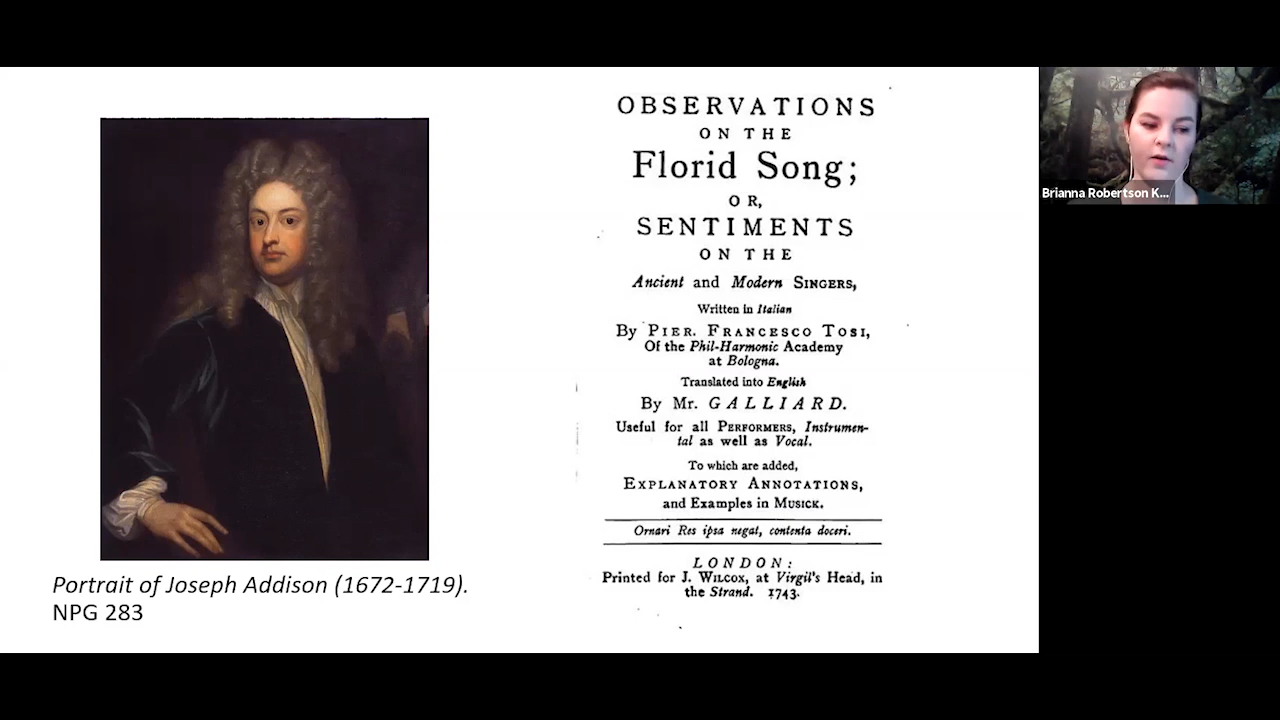 OBSERVATIONS
ON THE
Florid Song;
OR,
SENTIMENTS
ON THE
Ancient and Modern SINGERS,
Written in Italian
By PIER. FRANCESCO TOSI,
Of the Phil-Harmonic Academy
at Bologna.
Translated into English
By Mr. GALLIARD.
Useful for all PERFORMERS, Instrumen-
tal as well as Vocal.
To which are added,
EXPLANATORY ANNOTATIONS,
and Examples in MUSICK.
Ornari Res ipsa negat, contenta doceri.
LONDON:
Printed for J. WILCOX, at Virgil's Head, in
the Strand. 1743.
Portrait of Joseph Addison (1672-1719).
NPG 283
Brianna Robertson K...